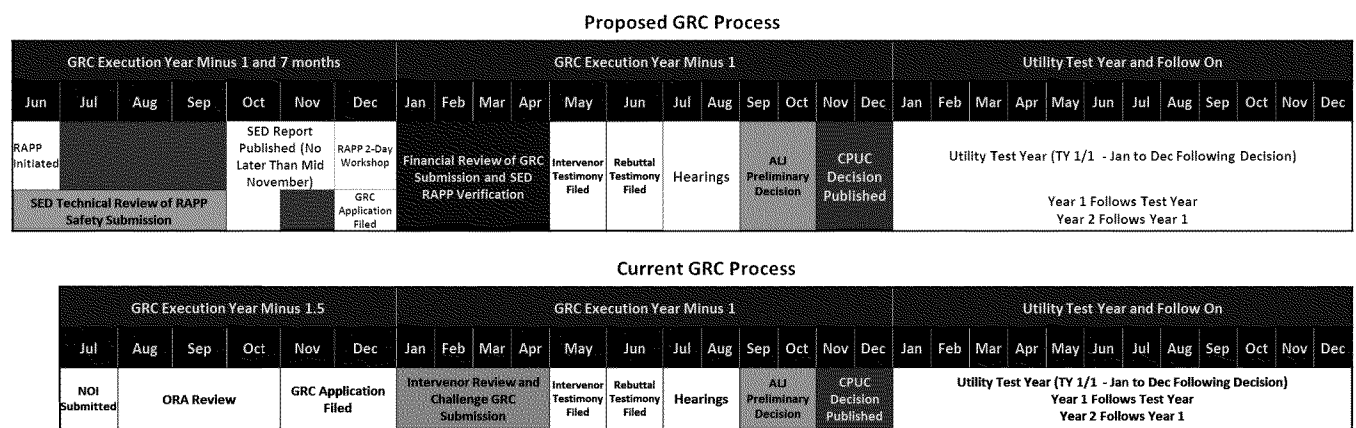 Proposed GRC Process
GRC Execution Year Minus 1 and 7 months GRC Execution Year Minus 1 Utility Test Year and Follow On
Jun Jul Aug Sep Oct Nov Dec Jan Feb Mar Apr May Jun Jul Aug Sep Oct Nov Dec Jan Feb Mar Apr May Jun Jul Aug Sep Oct Nov Dec
RAPP
Initiated
SED Report
Published (No
Later Than Mid
November)
RAPP 2-Day
Workshop
SED Technical Review of RAPP
Safety Submission
GRC
Application
Filed
Financial Review of GRC
Submission and SED
RAPP Verification
Intervenor
Testimony
Filed
Rebuttal
Testimony
Filed
Hearings
ALJ
Preliminary
Decision
CPUC
Decision
Published
Utility Test Year (TY 1/1 - Jan to Dec Following Decision)
Year 1 Follows Test Year
Year 2 Follows Year 1
Current GRC Process
GRC Execution Year Minus 1.5 GRC Execution Year Minus 1 Utility Test Year and Follow On
Jul Aug Sep Oct Nov Dec Jan Feb Mar Apr May Jun Jul Aug Sep Oct Nov Dec Jan Feb Mar Apr May Jun Jul Aug Sep Oct Nov Dec
NOI
Submitted
ORA Review
GRC Application
Filed
Intervenor Review and
Challenge GRC
Submission
Intervenor
Testimony
Filed
Rebuttal
Testimony
Filed
Hearings
ALJ
Preliminary
Decision
CPUC
Decision
Published
Utility Test Year (TY 1/1 - Jan to Dec Following Decision)
Year 1 Follows Test Year
Year 2 Follows Year 1